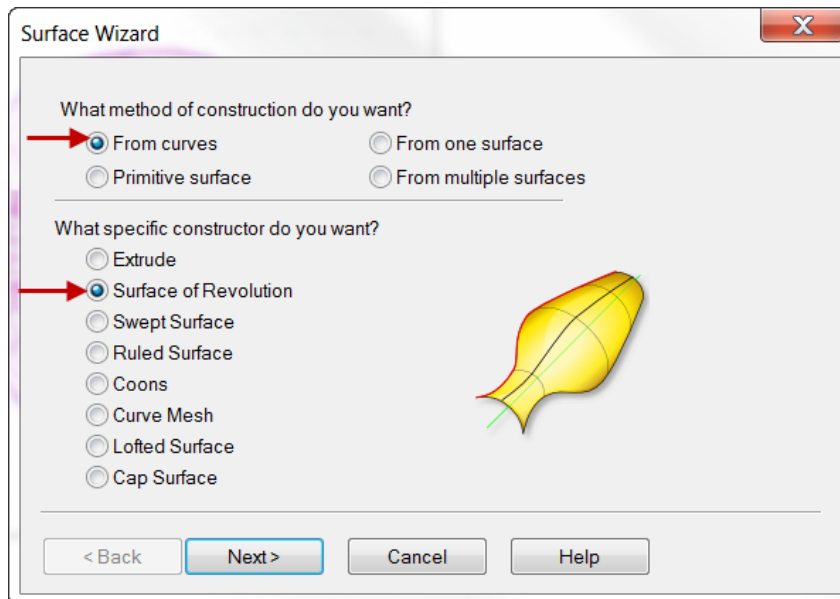 Surface Wizard
What method of construction do you want?
From curves From one surface
Primitive surface From multiple surfaces
What specific constructor do you want?
Extrude
Surface of Revolution
Swept Surface
Ruled Surface
Coons
Curve Mesh
Lofted Surface
Cap Surface
< Back Next > Cancel Help